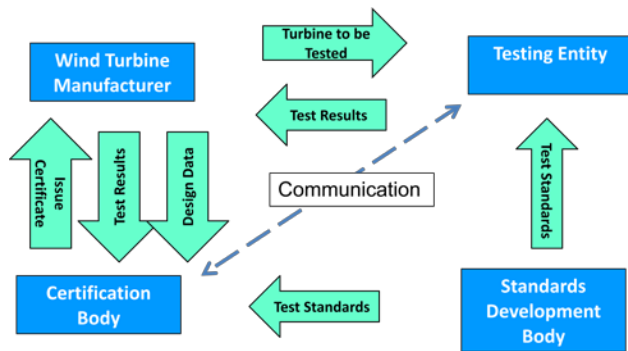 Wind Turbine
Manufacturer
Turbine to be
Tested
Testing Entity
Test Results
Issue
Certificate
Test Results
Design Data
Communication
Test Standards
Certification
Body
Test Standards
Standards
Development
Body